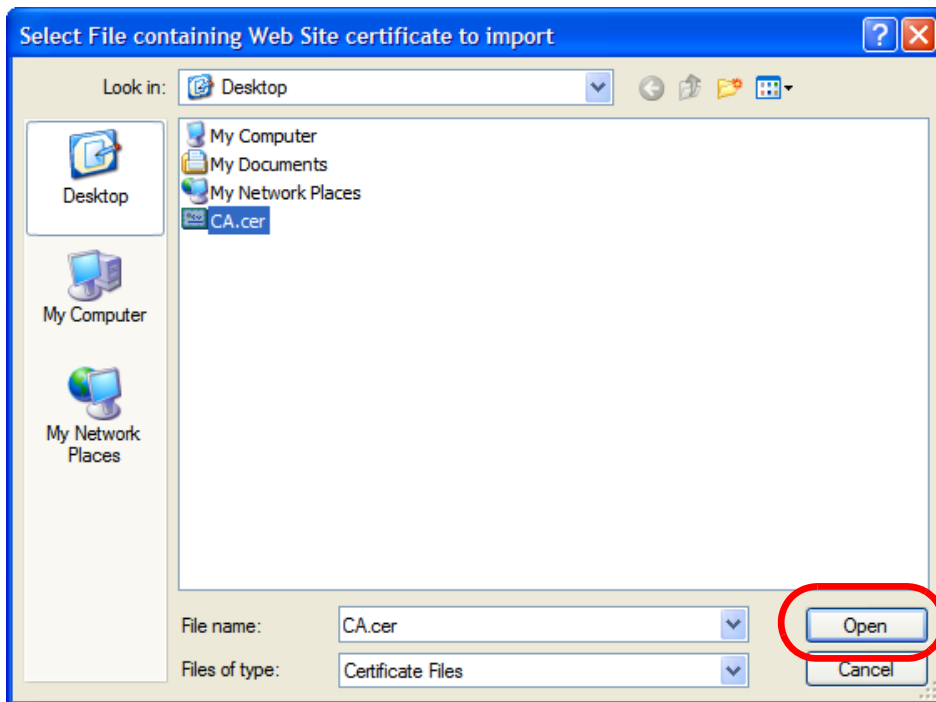 Select File containing Web Site certificate to import
Look in: Desktop
My Computer
My Documents
My Network Places
CA.cer
Desktop
My Computer
My Network
Places
File name: CA.cer Open
Files of type: Certificate Files Cancel